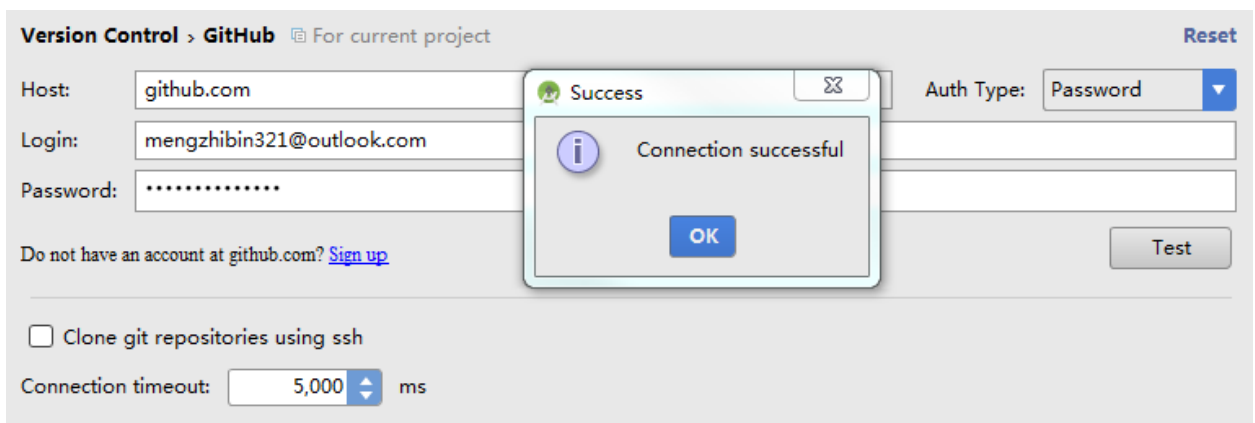 Version Control › GitHub For current project Reset
Host: github.com Auth Type: Password
Login: mengzhibin321@outlook.com
Password: ••••••••••••••
Do not have an account at github.com? Sign up Test
Success
Connection successful
OK
Clone git repositories using ssh
Connection timeout: 5,000 ms